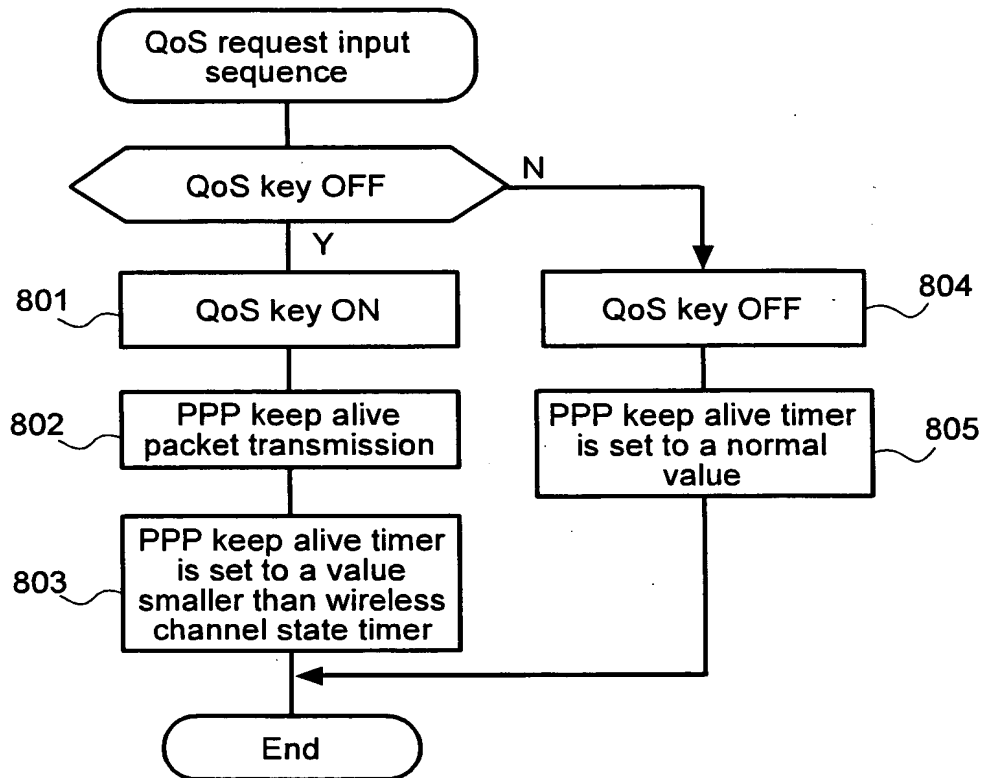 QoS request input
sequence
QoS key OFF
N
Y
801
QoS key ON
804
QoS key OFF
802
PPP keep alive
packet transmission
PPP keep alive timer
is set to a normal
value
805
803
PPP keep alive timer
is set to a value
smaller than wireless
channel state timer
End